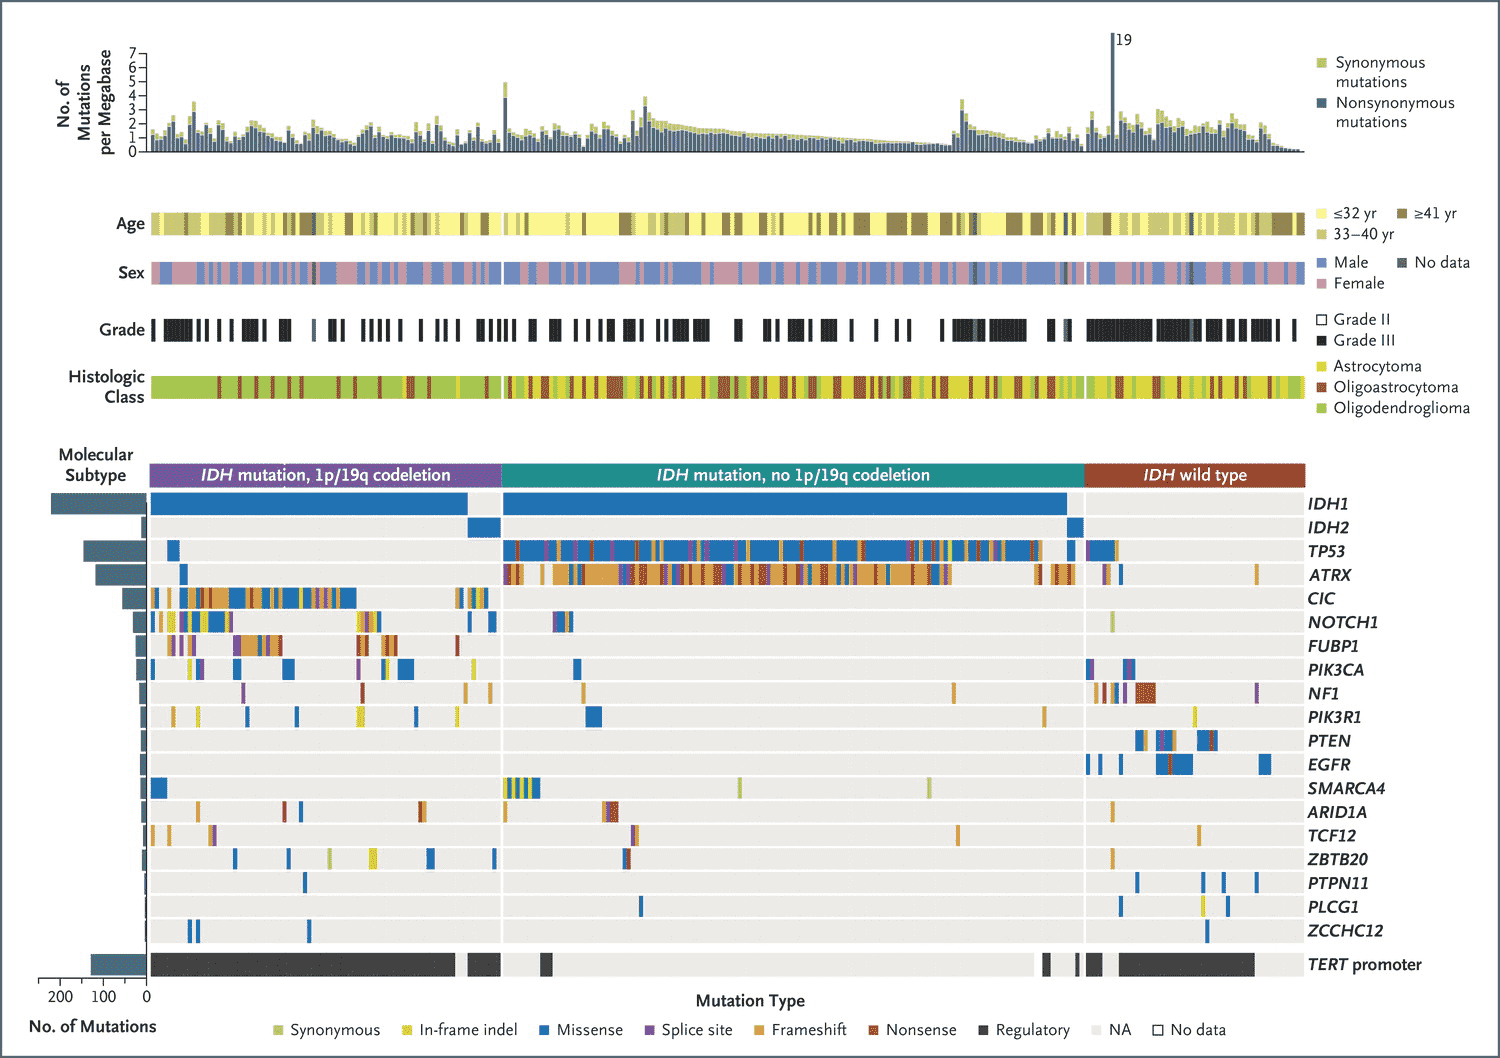 19
No. of
Mutations
per Megabase
7
6
5
4
3
2
1
0
Synonymous
mutations
Nonsynonymous
mutations
Age
≤32 yr
≥41 yr
33–40 yr
Sex
Male
No data
Female
Grade
Grade II
Grade III
Histologic
Class
Astrocytoma
Oligoastrocytoma
Oligodendroglioma
Molecular
Subtype
IDH mutation, 1p/19q codeletion
IDH mutation, no 1p/19q codeletion
IDH wild type
IDH1
IDH2
TP53
ATRX
CIC
NOTCH1
FUBP1
PIK3CA
NF1
PIK3R1
PTEN
EGFR
SMARCA4
ARID1A
TCF12
ZBTB20
PTPN11
PLCG1
ZCCHC12
TERT promoter
200 100 0
No. of Mutations
Mutation Type
Synonymous In-frame indel Missense Splice site Frameshift Nonsense Regulatory NA No data